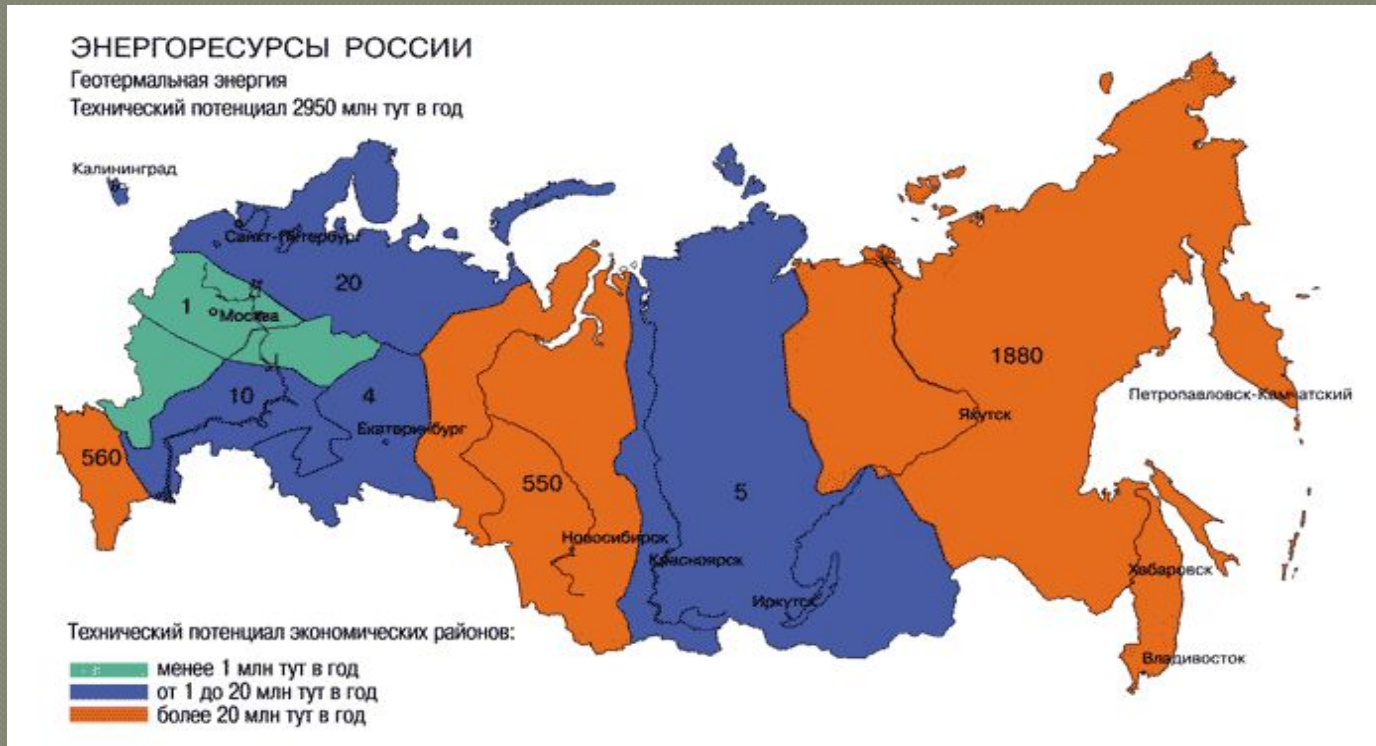 ЭНЕРГОРЕСУРСЫ РОССИИ
Геотермальная энергия
Технический потенциал 2950 млн тут в год
Калининград
Санкт-Петербург
20
1
Москва
1880
Петропавловск-Камчатский
10
4
Якутск
Екатеринбург
560
550
5
Новосибирск
Красноярск
Хабаровск
Иркутск
Владивосток
Технический потенциал экономических районов:
менее 1 млн тут в год
от 1 до 20 млн тут в год
более 20 млн тут в год